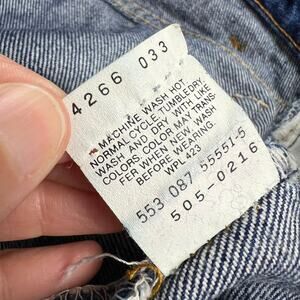 4266 033
MACHINE WASH HOT
NORMAL CYCLE. TUMBLE DRY.
WASH AND DRY WITH LIKE
COLORS. COLOR MAY TRANS-
FER WHEN NEW. WASH
BEFORE WEARING.
WPL 423
553 087 55551-5
505-0216